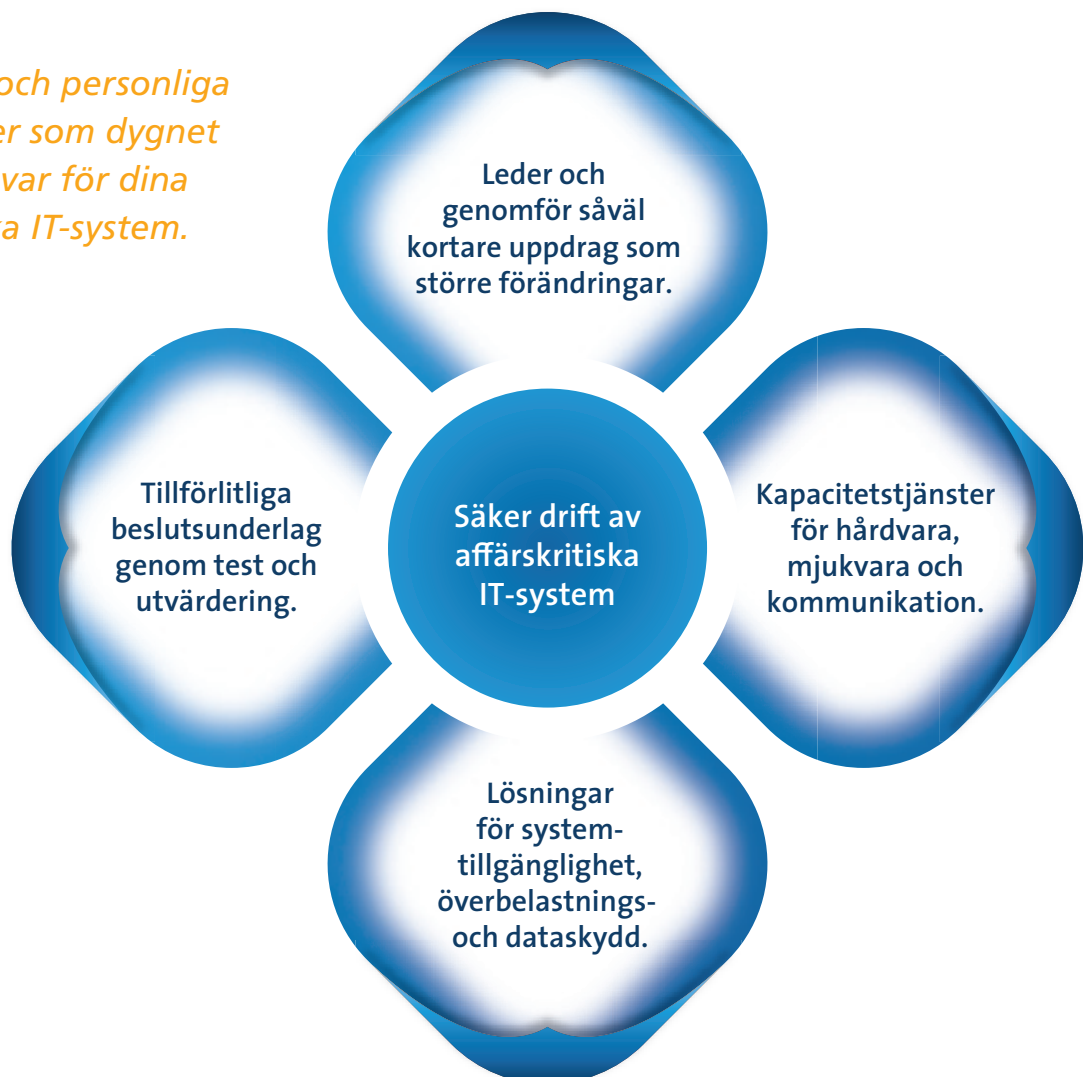 och personliga
er som dygnet
var för dina
a IT-system.
Leder och
genomför såväl
kortare uppdrag som
större förändringar.
Tillförlitliga
beslutsunderlag
genom test och
utvärdering.
Säker drift av
affärskritiska
IT-system
Kapacitetstjänster
för hårdvara,
mjukvara och
kommunikation.
Lösningar
för system-
tillgänglighet,
överbelastnings-
och dataskydd.